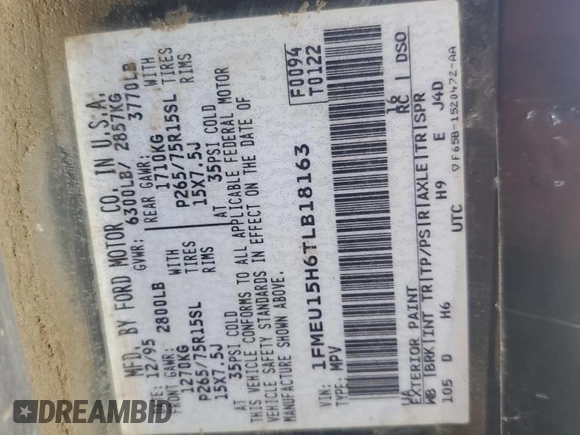 MFD. BY FORD MOTOR CO. IN U.S.A.
DATE: 12/95 GVWR: 6300LB/ 2857KG
FRONT GAWR: 2800LB REAR GAWR: 3770LB
1270KG WITH 1710KG WITH
P265/75R15SL TIRES P265/75R15SL TIRES
15X7.5J RIMS 15X7.5J RIMS
AT 35PSI COLD AT 35PSI COLD
THIS VEHICLE CONFORMS TO ALL APPLICABLE FEDERAL MOTOR
VEHICLE SAFETY STANDARDS IN EFFECT ON THE DATE OF
MANUFACTURE SHOWN ABOVE.
F0094
T0122
VIN: 1FMEU15H6TLB18163
TYPE: MPV
UA
EXTERIOR PAINT RC DSO
WB BRK INT TR TP/PS R AXLE TR SPR
105 D H6 H9 E J4D
UTC ▽F65B-1520472-AA
DREAMBID